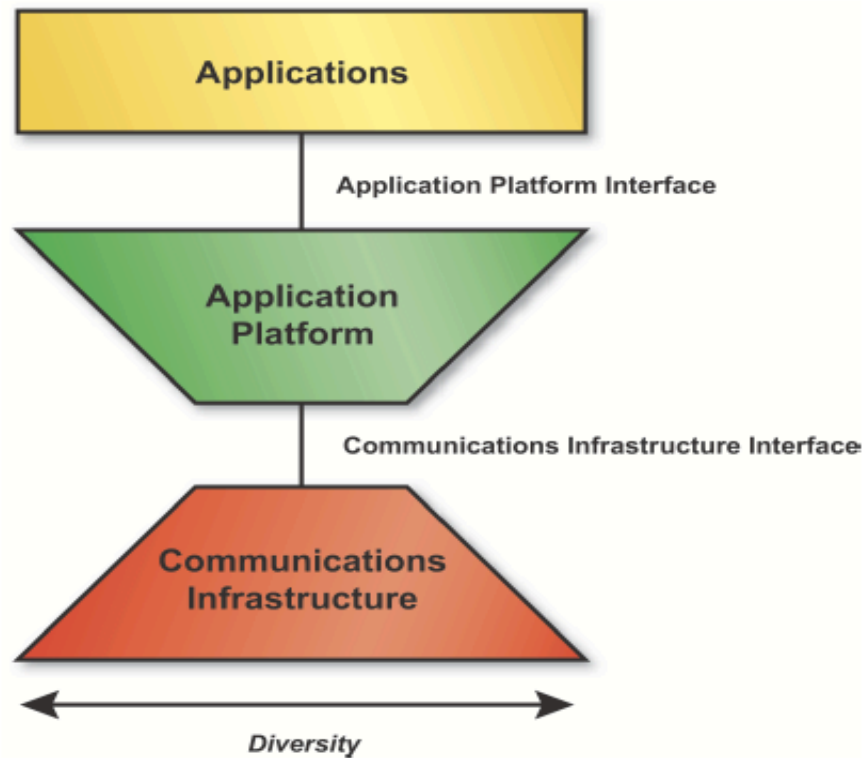 Applications
Application Platform Interface
Application
Platform
Communications Infrastructure Interface
Communications
Infrastructure
Diversity